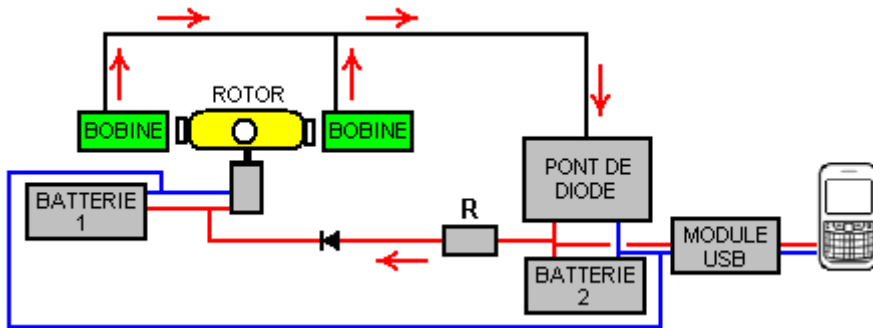 ROTOR
BOBINE
BOBINE
PONT DE
DIODE
BATTERIE
1
R
MODULE
USB
BATTERIE
2